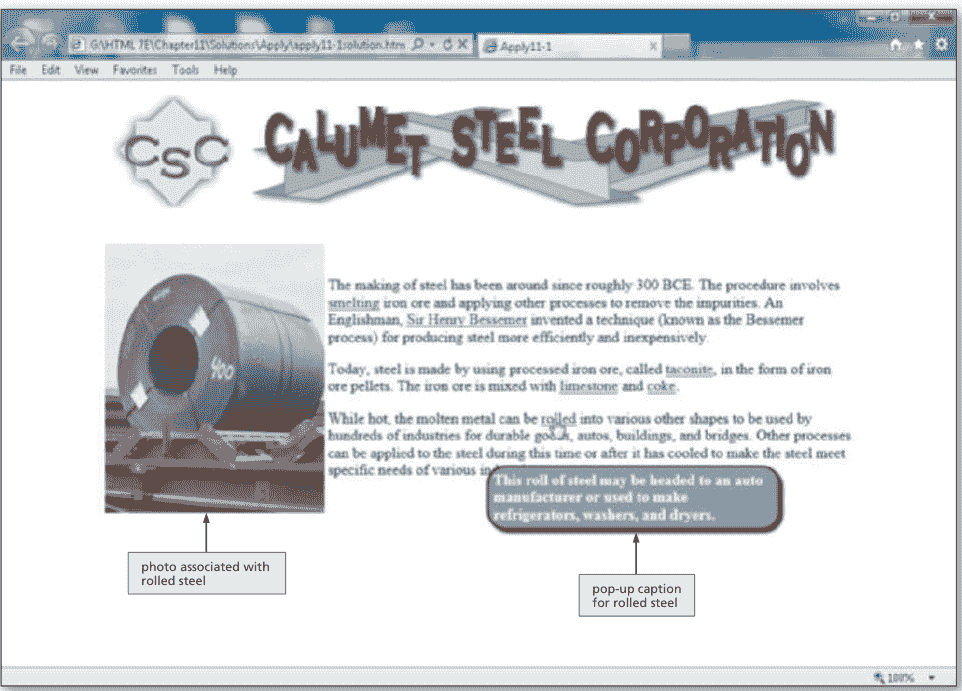 G:\HTML 7E\Chapter11\Solutions\Apply\apply11-1solution.htm
Apply11-1
File Edit View Favorites Tools Help
CSC
CALUMET STEEL CORPORATION
The making of steel has been around since roughly 300 BCE. The procedure involves
smelting iron ore and applying other processes to remove the impurities. An
Englishman, Sir Henry Bessemer invented a technique (known as the Bessemer
process) for producing steel more efficiently and inexpensively.
Today, steel is made by using processed iron ore, called taconite, in the form of iron
ore pellets. The iron ore is mixed with limestone and coke.
While hot, the molten metal can be rolled into various other shapes to be used by
hundreds of industries for durable autos, buildings, and bridges. Other processes
can be applied to the steel during this time or after it has cooled to make the steel meet
specific needs of various
400
This roll of steel may be headed to an auto
manufacturer or used to make
refrigerators, washers, and dryers.
photo associated with
rolled steel
pop-up caption
for rolled steel
100%